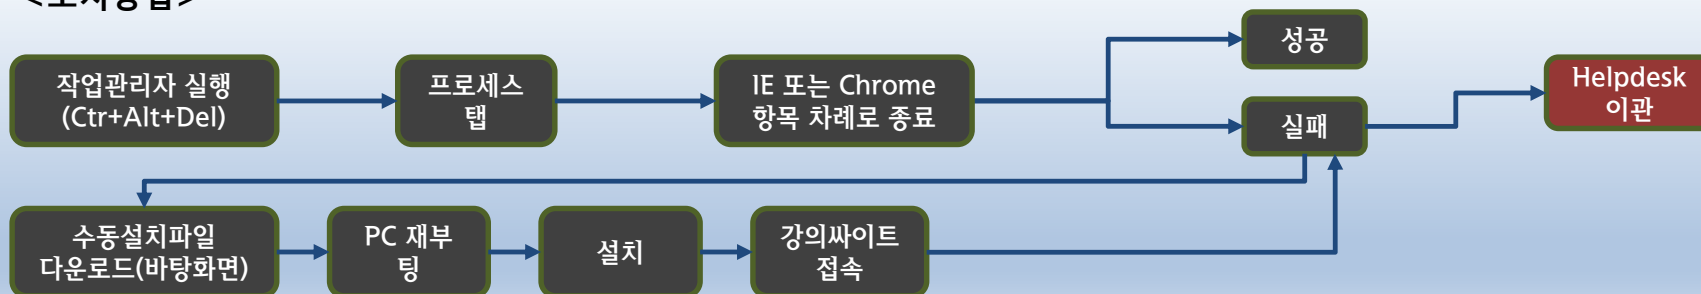 작업관리자 실행
(Ctr+Alt+Del)
프로세스
탭
IE 또는 Chrome
항목 차례로 종료
성공
실패
Helpdesk
이관
수동설치파일
다운로드(바탕화면)
PC 재부
팅
설치
강의싸이트
접속